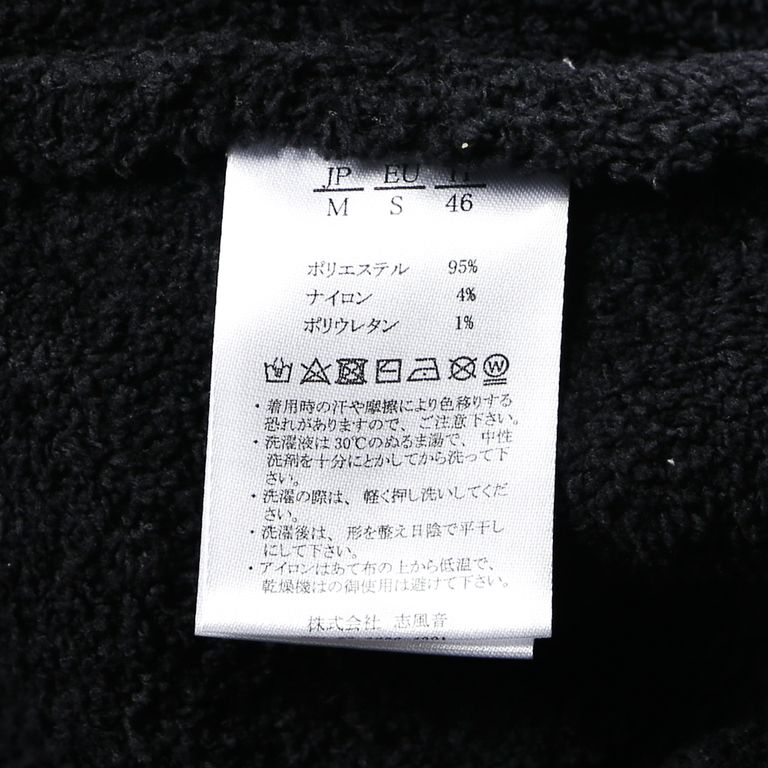 JP EU IT
M S 46
ポリエステル 95%
ナイロン 4%
ポリウレタン 1%
・着用時の汗や摩擦により色移りする
恐れがありますので、ご注意下さい。
・洗濯液は30℃のぬるま湯で、中性
洗剤を十分にとかしてから洗って下
さい。
・洗濯の際は、軽く押し洗いしてくだ
さい。
・洗濯後は、形を整え日陰で平干し
にして下さい。
・アイロンはあて布の上から低温で、
乾燥機はの御使用は避けて下さい。
株式会社 志風音